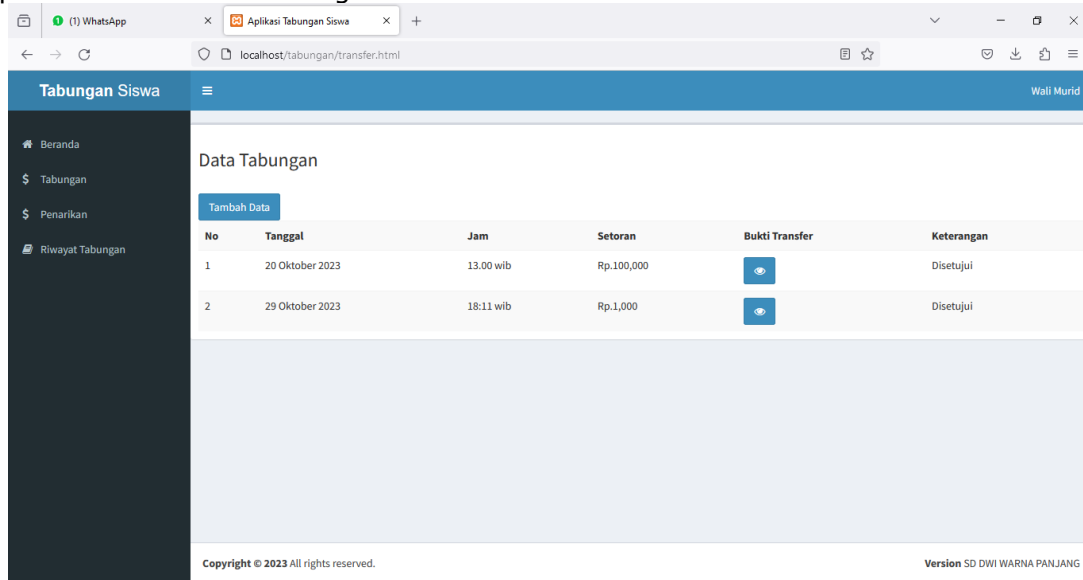 (1) WhatsApp
Aplikasi Tabungan Siswa
localhost/tabungan/transfer.html
Tabungan Siswa
Wali Murid
Beranda
Tabungan
Penarikan
Riwayat Tabungan
Data Tabungan
Tambah Data
No Tanggal Jam Setoran Bukti Transfer Keterangan
1 20 Oktober 2023 13.00 wib Rp.100,000 Disetujui
2 29 Oktober 2023 18:11 wib Rp.1,000 Disetujui
Copyright © 2023 All rights reserved. Version SD DWI WARNA PANJANG